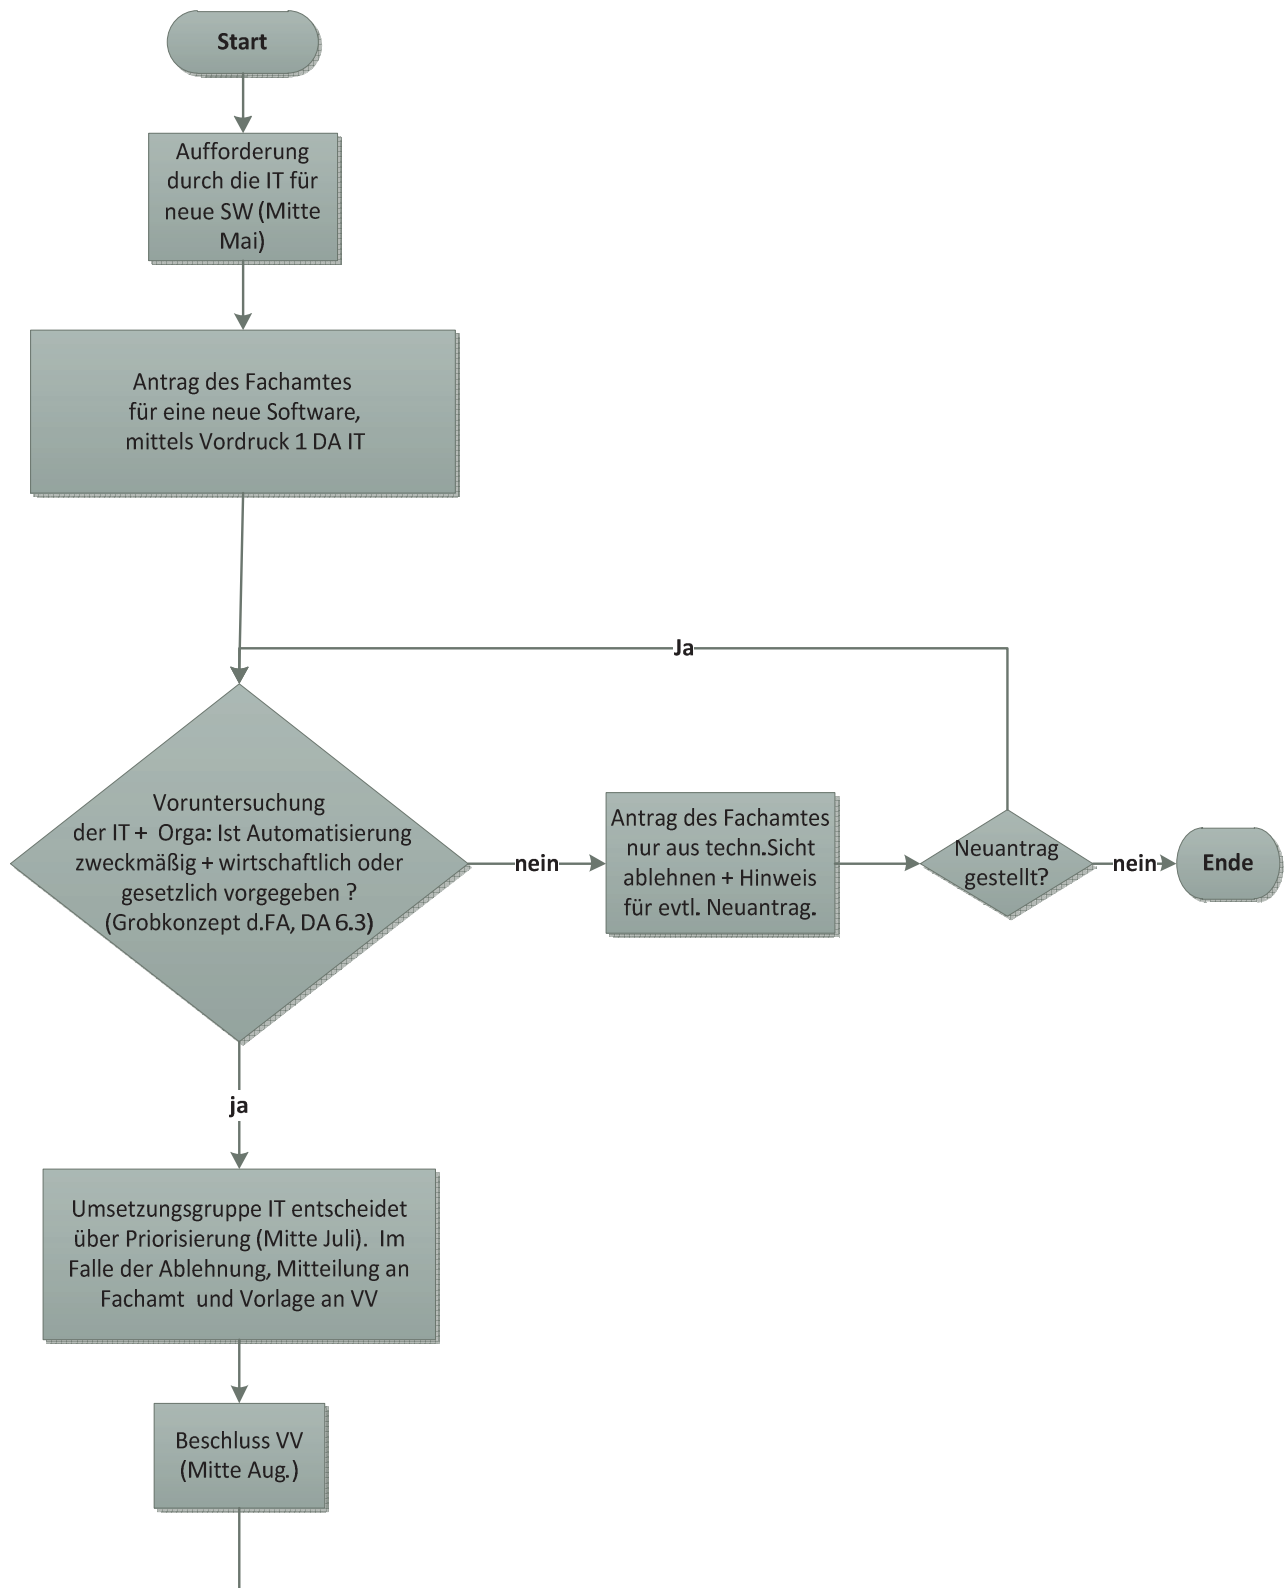 Start
Aufforderung
durch die IT für
neue SW (Mitte
Mai)
Antrag des Fachamtes
für eine neue Software,
mittels Vordruck 1 DA IT
Ja
Voruntersuchung
der IT + Orga: Ist Automatisierung
zweckmäßig + wirtschaftlich oder
gesetzlich vorgegeben ?
(Grobkonzept d.FA, DA 6.3)
nein
Antrag des Fachamtes
nur aus techn.Sicht
ablehnen + Hinweis
für evtl. Neuantrag.
Neuantrag
gestellt?
nein
Ende
ja
Umsetzungsgruppe IT entscheidet
über Priorisierung (Mitte Juli). Im
Falle der Ablehnung, Mitteilung an
Fachamt und Vorlage an VV
Beschluss VV
(Mitte Aug.)